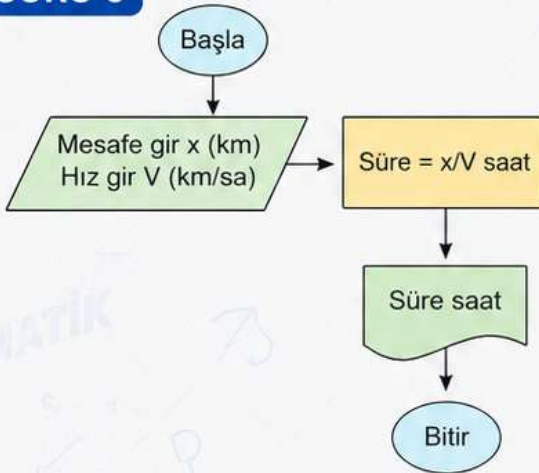 Başla
Mesafe gir x (km)
Hız gir V (km/sa)
Süre = x/V saat
Süre saat
Bitir